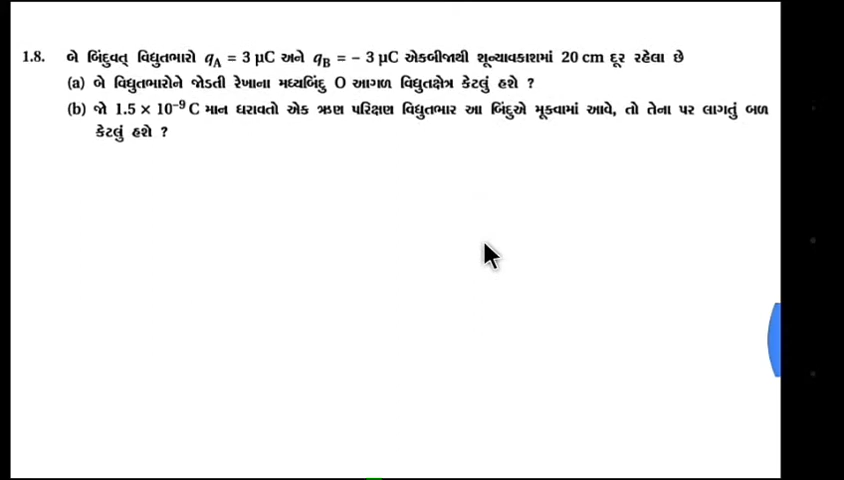 1.8. બે બિંદુવત્ વિદ્યુતભારો qA = 3 μC અને qB = – 3 μC એકબીજાથી શૂન્યાવકાશમાં 20 cm દૂર રહેલા છે
(a) બે વિદ્યુતભારોને જોડતી રેખાના મધ્યબિંદુ O આગળ વિદ્યુતક્ષેત્ર કેટલું હશે ?
(b) જો 1.5 × 10⁻⁹ C માન ધરાવતો એક ઋણ પરિક્ષણ વિદ્યુતભાર આ બિંદુએ મૂકવામાં આવે, તો તેના પર લાગતું બળ
કેટલું હશે ?